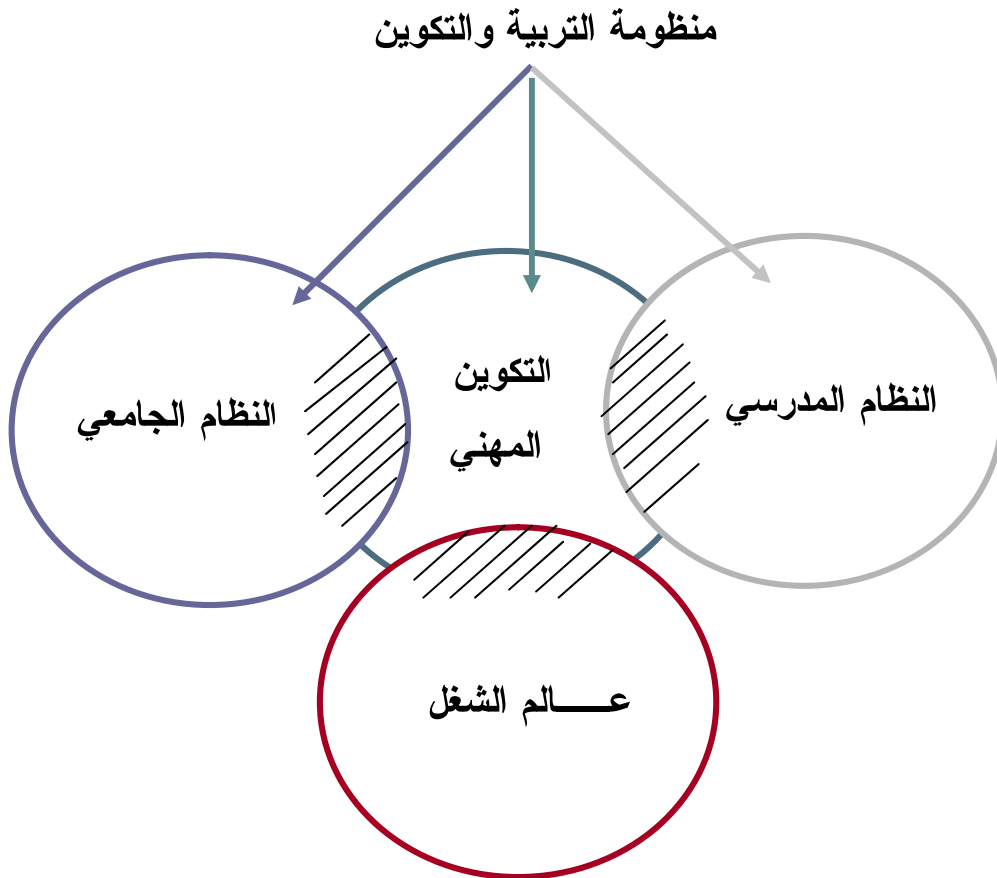 منظومة التربية والتكوين
النظام المدرسي
التكوين
المهني
النظام الجامعي
عـــــالم الشغل